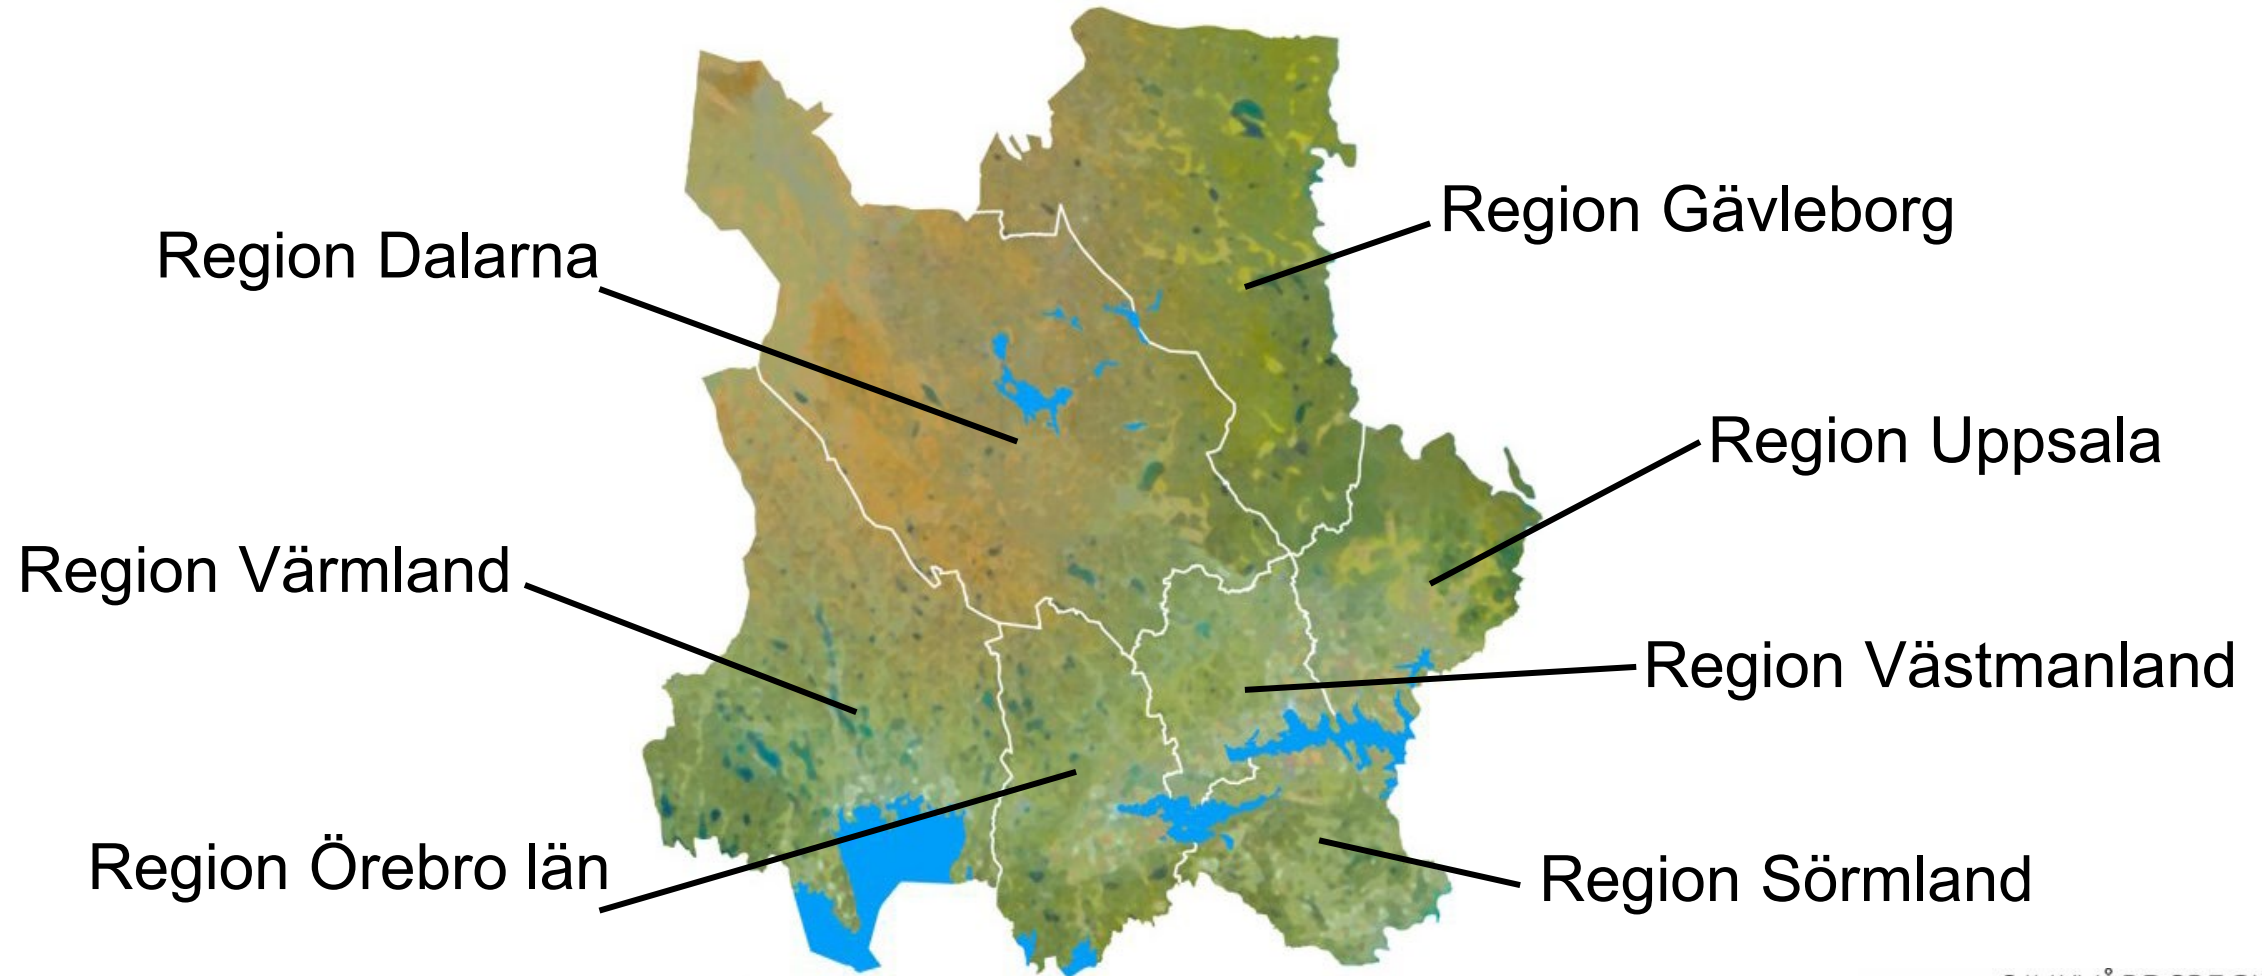 Region Gävleborg
Region Dalarna
Region Uppsala
Region Värmland
Region Västmanland
Region Örebro län
Region Sörmland